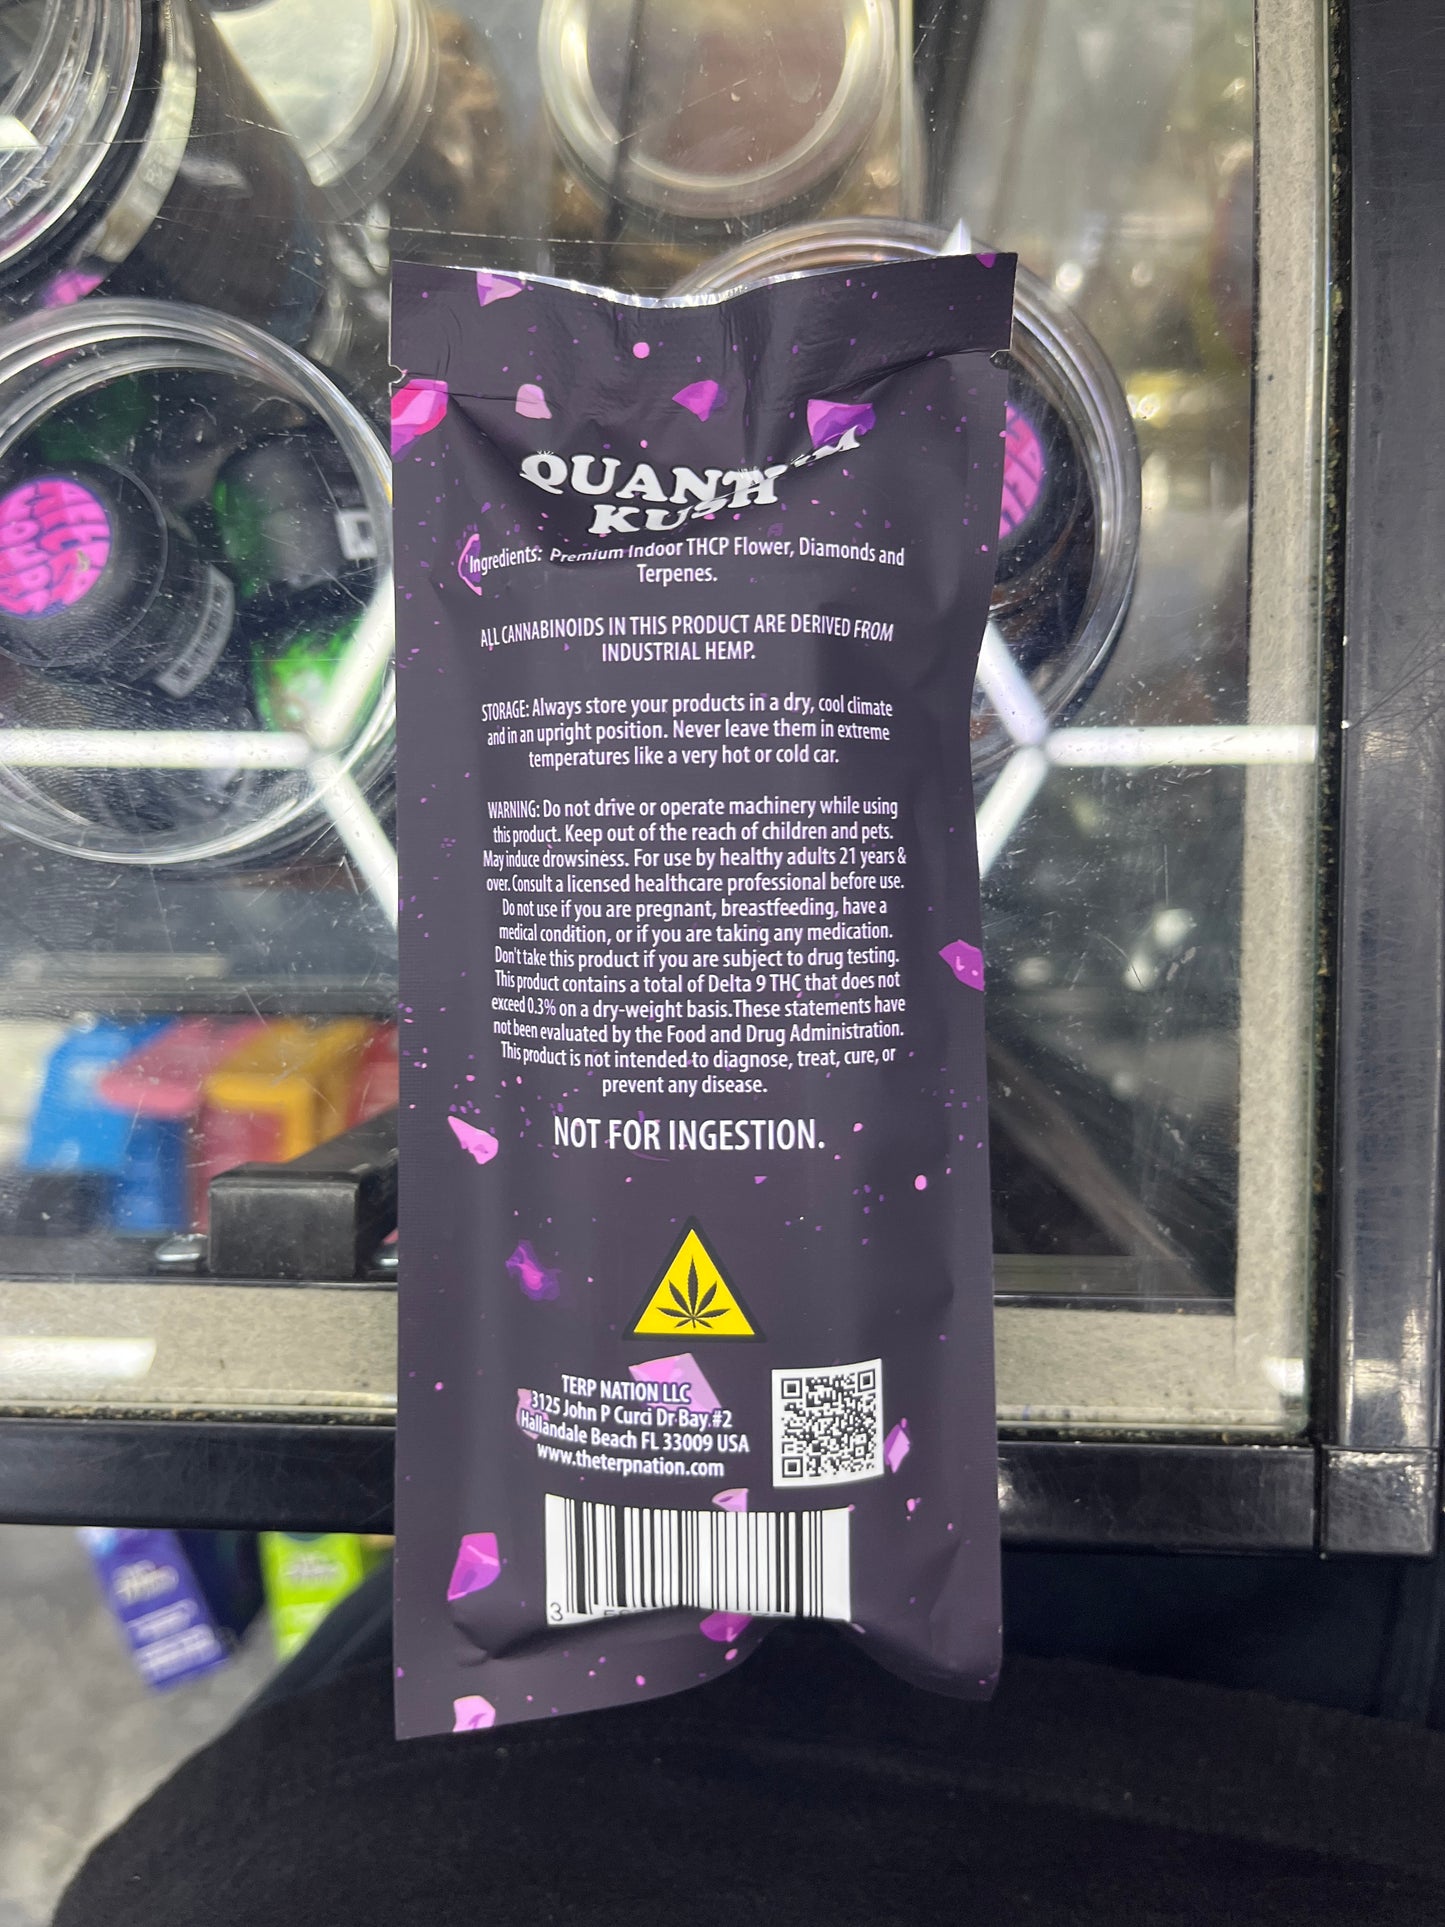 QUANTUM
KUSH
Ingredients: Premium Indoor THCP Flower, Diamonds and
Terpenes.
ALL CANNABINOIDS IN THIS PRODUCT ARE DERIVED FROM
INDUSTRIAL HEMP.
STORAGE: Always store your products in a dry, cool climate
and in an upright position. Never leave them in extreme
temperatures like a very hot or cold car.
WARNING: Do not drive or operate machinery while using
this product. Keep out of the reach of children and pets.
May induce drowsiness. For use by healthy adults 21 years &
over. Consult a licensed healthcare professional before use.
Do not use if you are pregnant, breastfeeding, have a
medical condition, or if you are taking any medication.
Don't take this product if you are subject to drug testing.
This product contains a total of Delta 9 THC that does not
exceed 0.3% on a dry-weight basis.These statements have
not been evaluated by the Food and Drug Administration.
This product is not intended to diagnose, treat, cure, or
prevent any disease.
NOT FOR INGESTION.
TERP NATION LLC
3125 John P Curci Dr Bay #2
Hallandale Beach FL 33009 USA
www.theterpnation.com
3